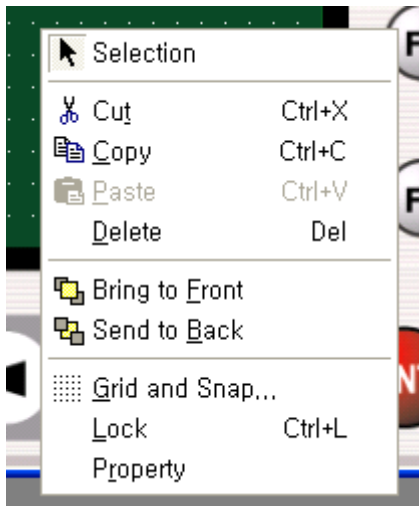 Selection
Cut Ctrl+X
Copy Ctrl+C
Paste Ctrl+V
Delete Del
Bring to Front
Send to Back
Grid and Snap...
Lock Ctrl+L
Property
F
F
NT